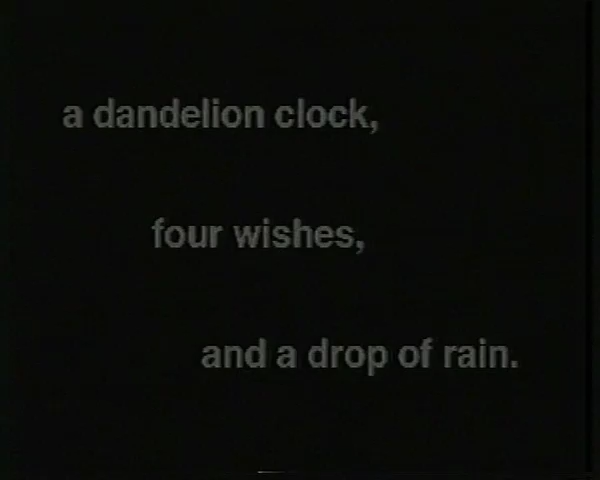 a dandelion clock,
four wishes,
and a drop of rain.